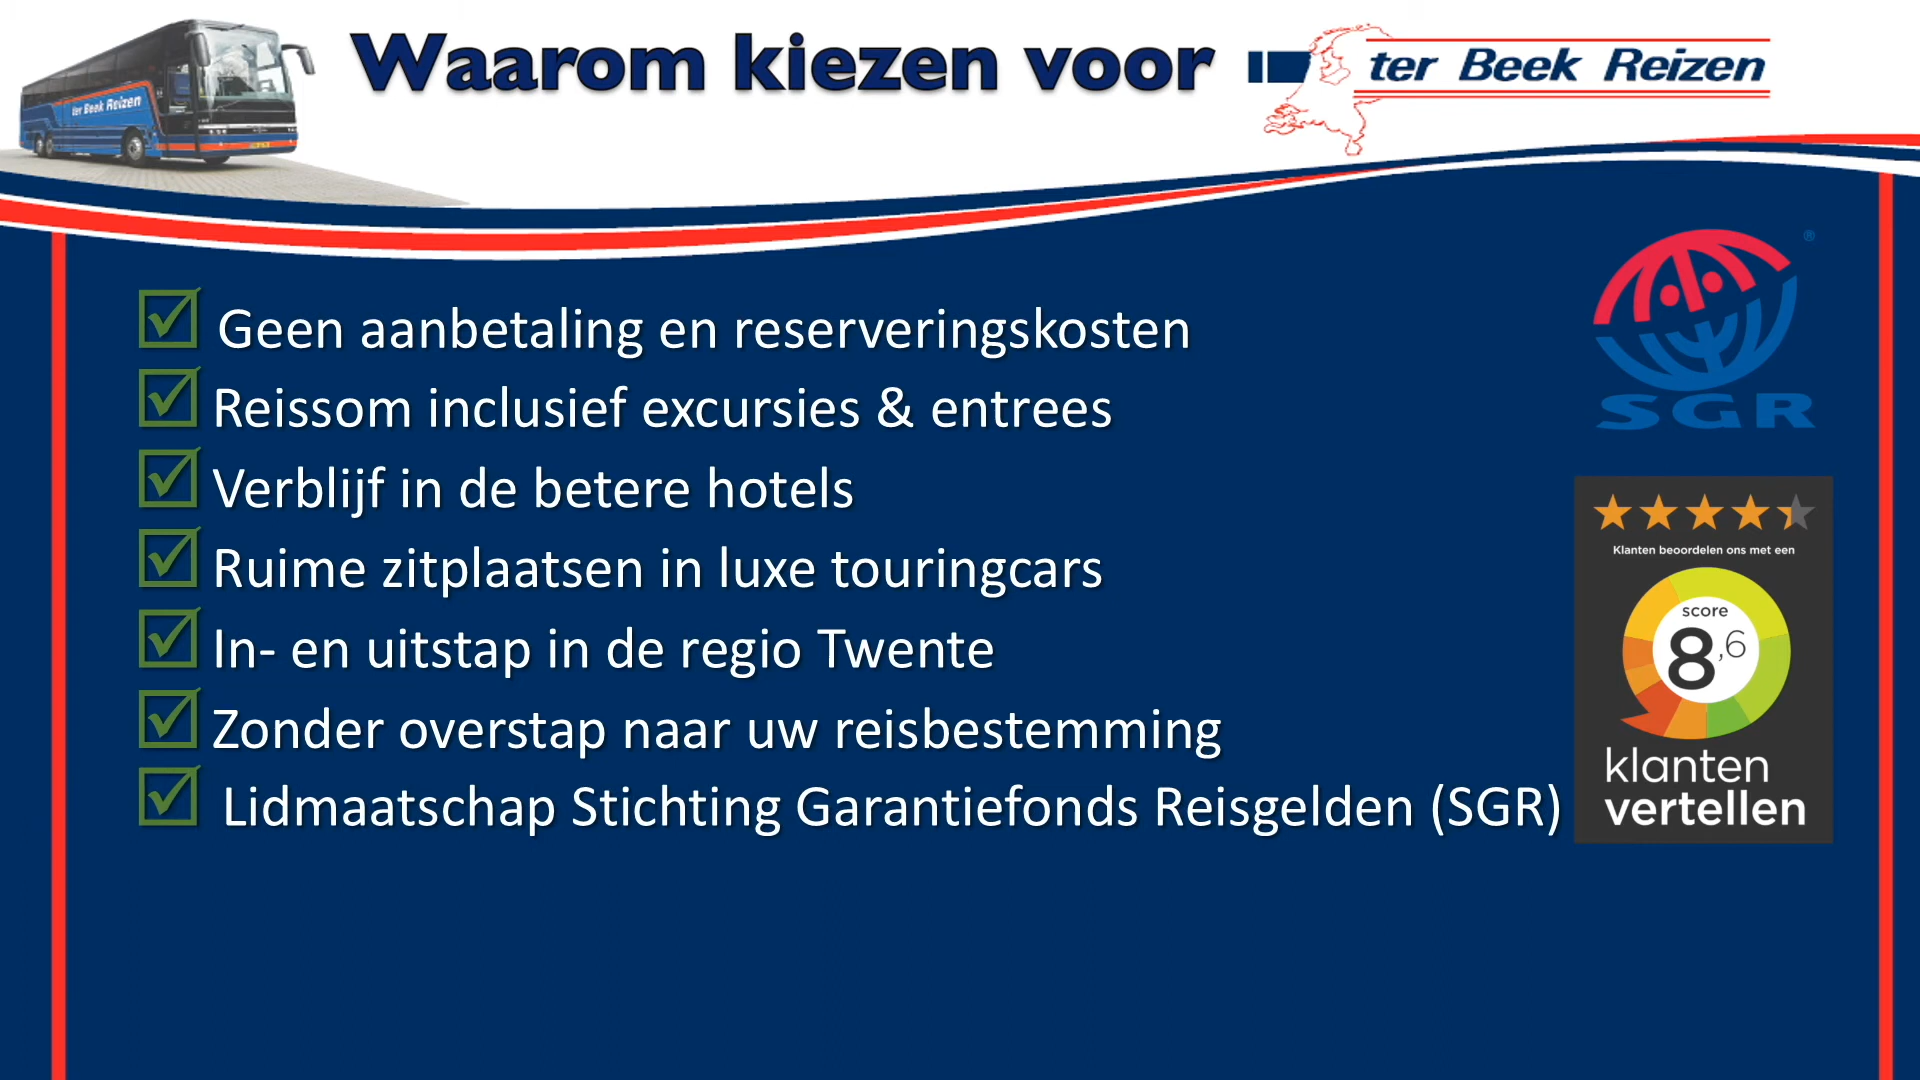 Waarom kiezen voor
ter Beek Reizen
ter Beek Reizen
Geen aanbetaling en reserveringskosten
Reissom inclusief excursies & entrees
Verblijf in de betere hotels
Ruime zitplaatsen in luxe touringcars
In- en uitstap in de regio Twente
Zonder overstap naar uw reisbestemming
Lidmaatschap Stichting Garantiefonds Reisgelden (SGR)
®
SGR
Klanten beoordelen ons met een
score
8,6
klanten
vertellen